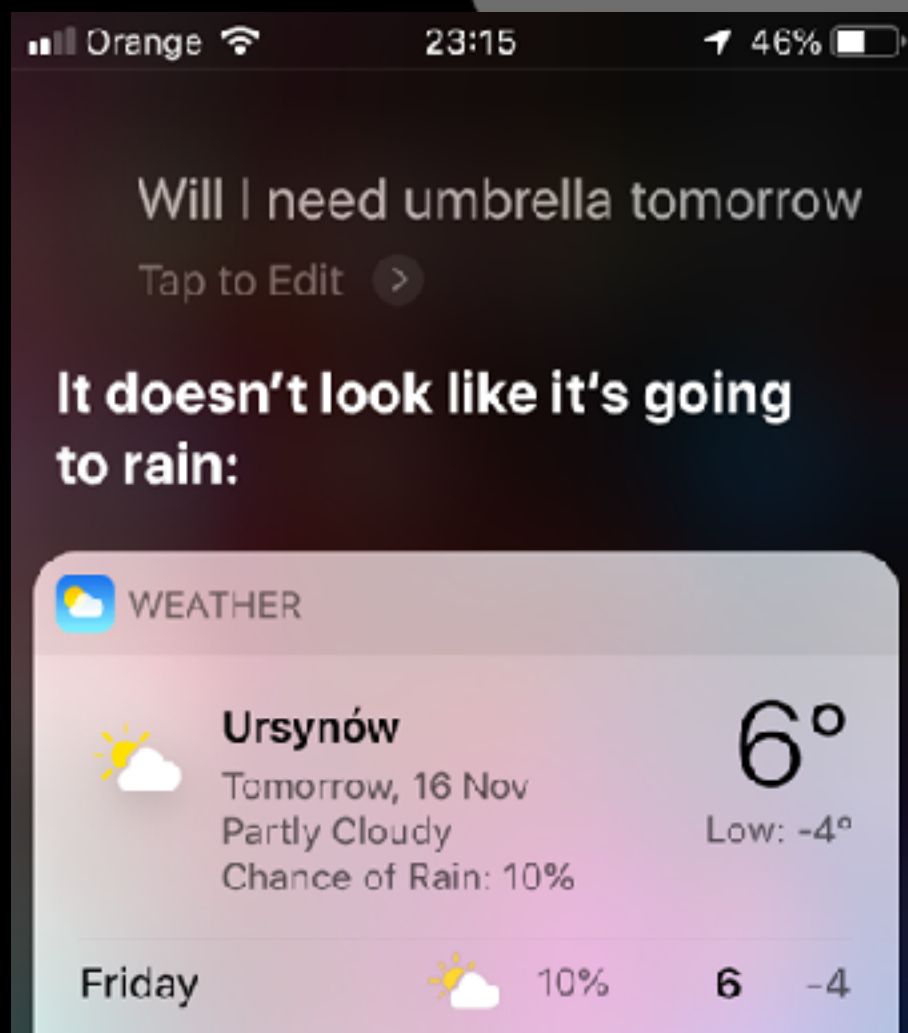 Orange 23:15 46%
Will I need umbrella tomorrow
Tap to Edit
It doesn't look like it's going
to rain:
WEATHER
Ursynów 6°
Tomorrow, 16 Nov
Partly Cloudy Low: -4°
Chance of Rain: 10%
Friday 10% 6 -4